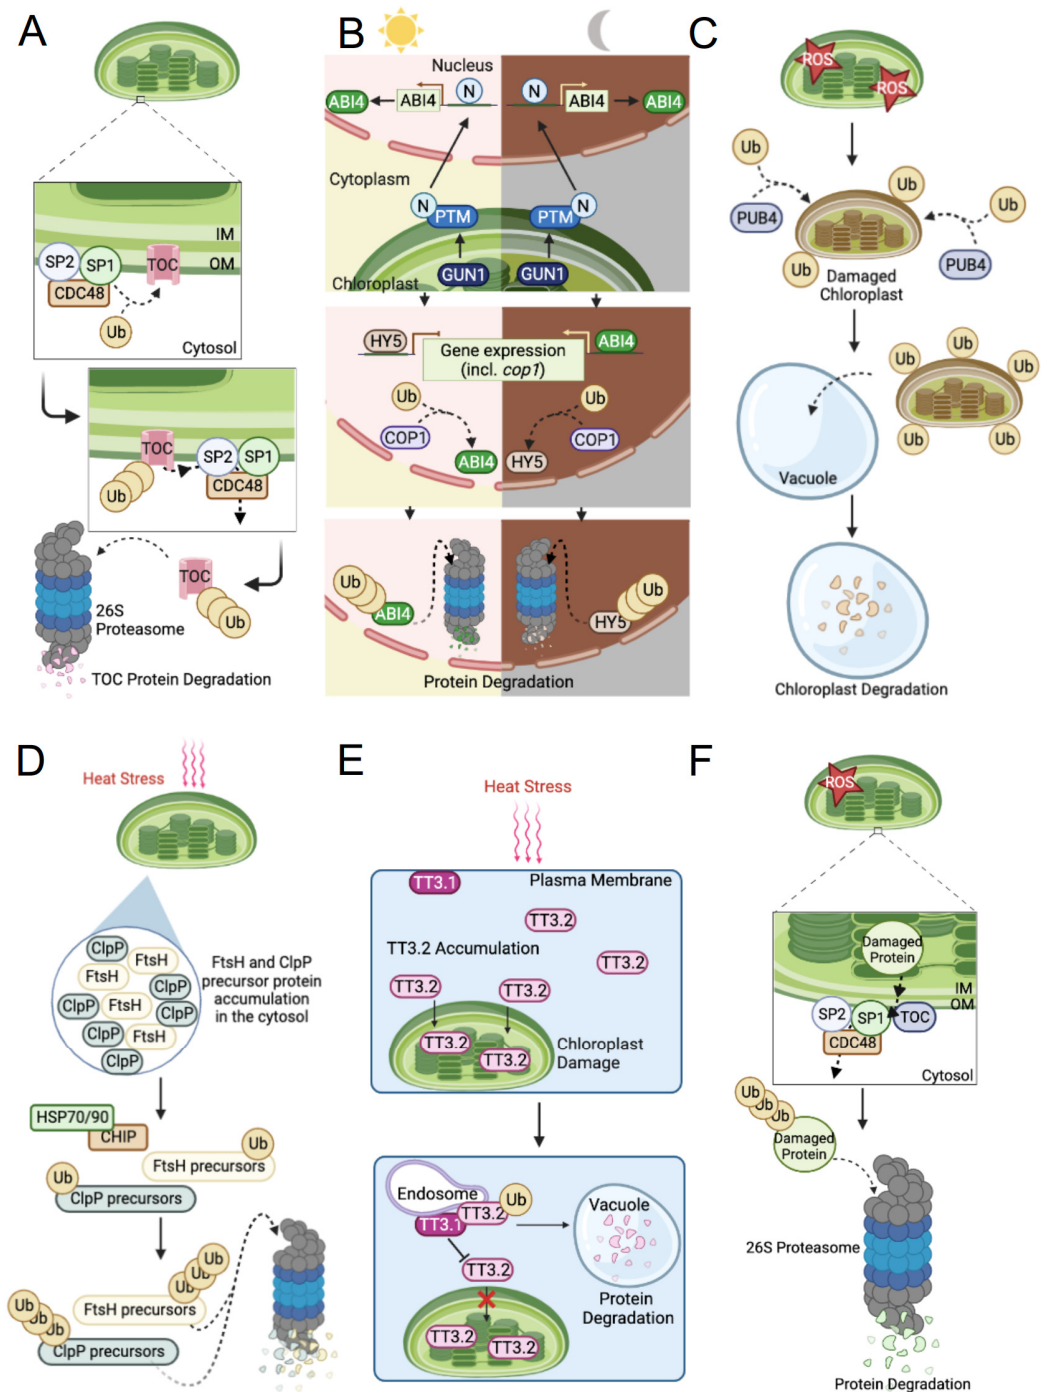 A
IM
OM
SP2
SP1
TOC
CDC48
Ub
Cytosol
TOC
SP2
SP1
Ub
CDC48
TOC
26S
Proteasome
Ub
TOC Protein Degradation
B
Nucleus
ABI4
ABI4
N
N
ABI4
ABI4
Cytoplasm
N
PTM
PTM
N
GUN1
GUN1
Chloroplast
HY5
ABI4
Gene expression
(incl. cop1)
Ub
Ub
COP1
COP1
ABI4
HY5
Ub
Ub
ABI4
HY5
Protein Degradation
C
ROS
ROS
Ub
Ub
Ub
PUB4
PUB4
Ub
Damaged
Chloroplast
Ub
Ub
Ub
Ub
Ub
Vacuole
Chloroplast Degradation
D
Heat Stress
ClpP
FtsH
FtsH
ClpP
ClpP
FtsH
ClpP
ClpP
FtsH
ClpP
FtsH and ClpP
precursor protein
accumulation
in the cytosol
HSP70/90
CHIP
Ub
FtsH precursors
Ub
ClpP precursors
Ub
Ub
Ub
FtsH precursors
Ub
Ub
Ub
ClpP precursors
E
Heat Stress
TT3.1
Plasma Membrane
TT3.2
TT3.2 Accumulation
TT3.2
TT3.2
TT3.2
TT3.2
TT3.2
Chloroplast
Damage
Endosome
Ub
TT3.2
TT3.1
Vacuole
TT3.2
Protein
Degradation
TT3.2
TT3.2
F
ROS
Damaged
Protein
IM
OM
SP2
SP1
TOC
CDC48
Cytosol
Ub
Ub
Ub
Damaged
Protein
26S Proteasome
Protein Degradation